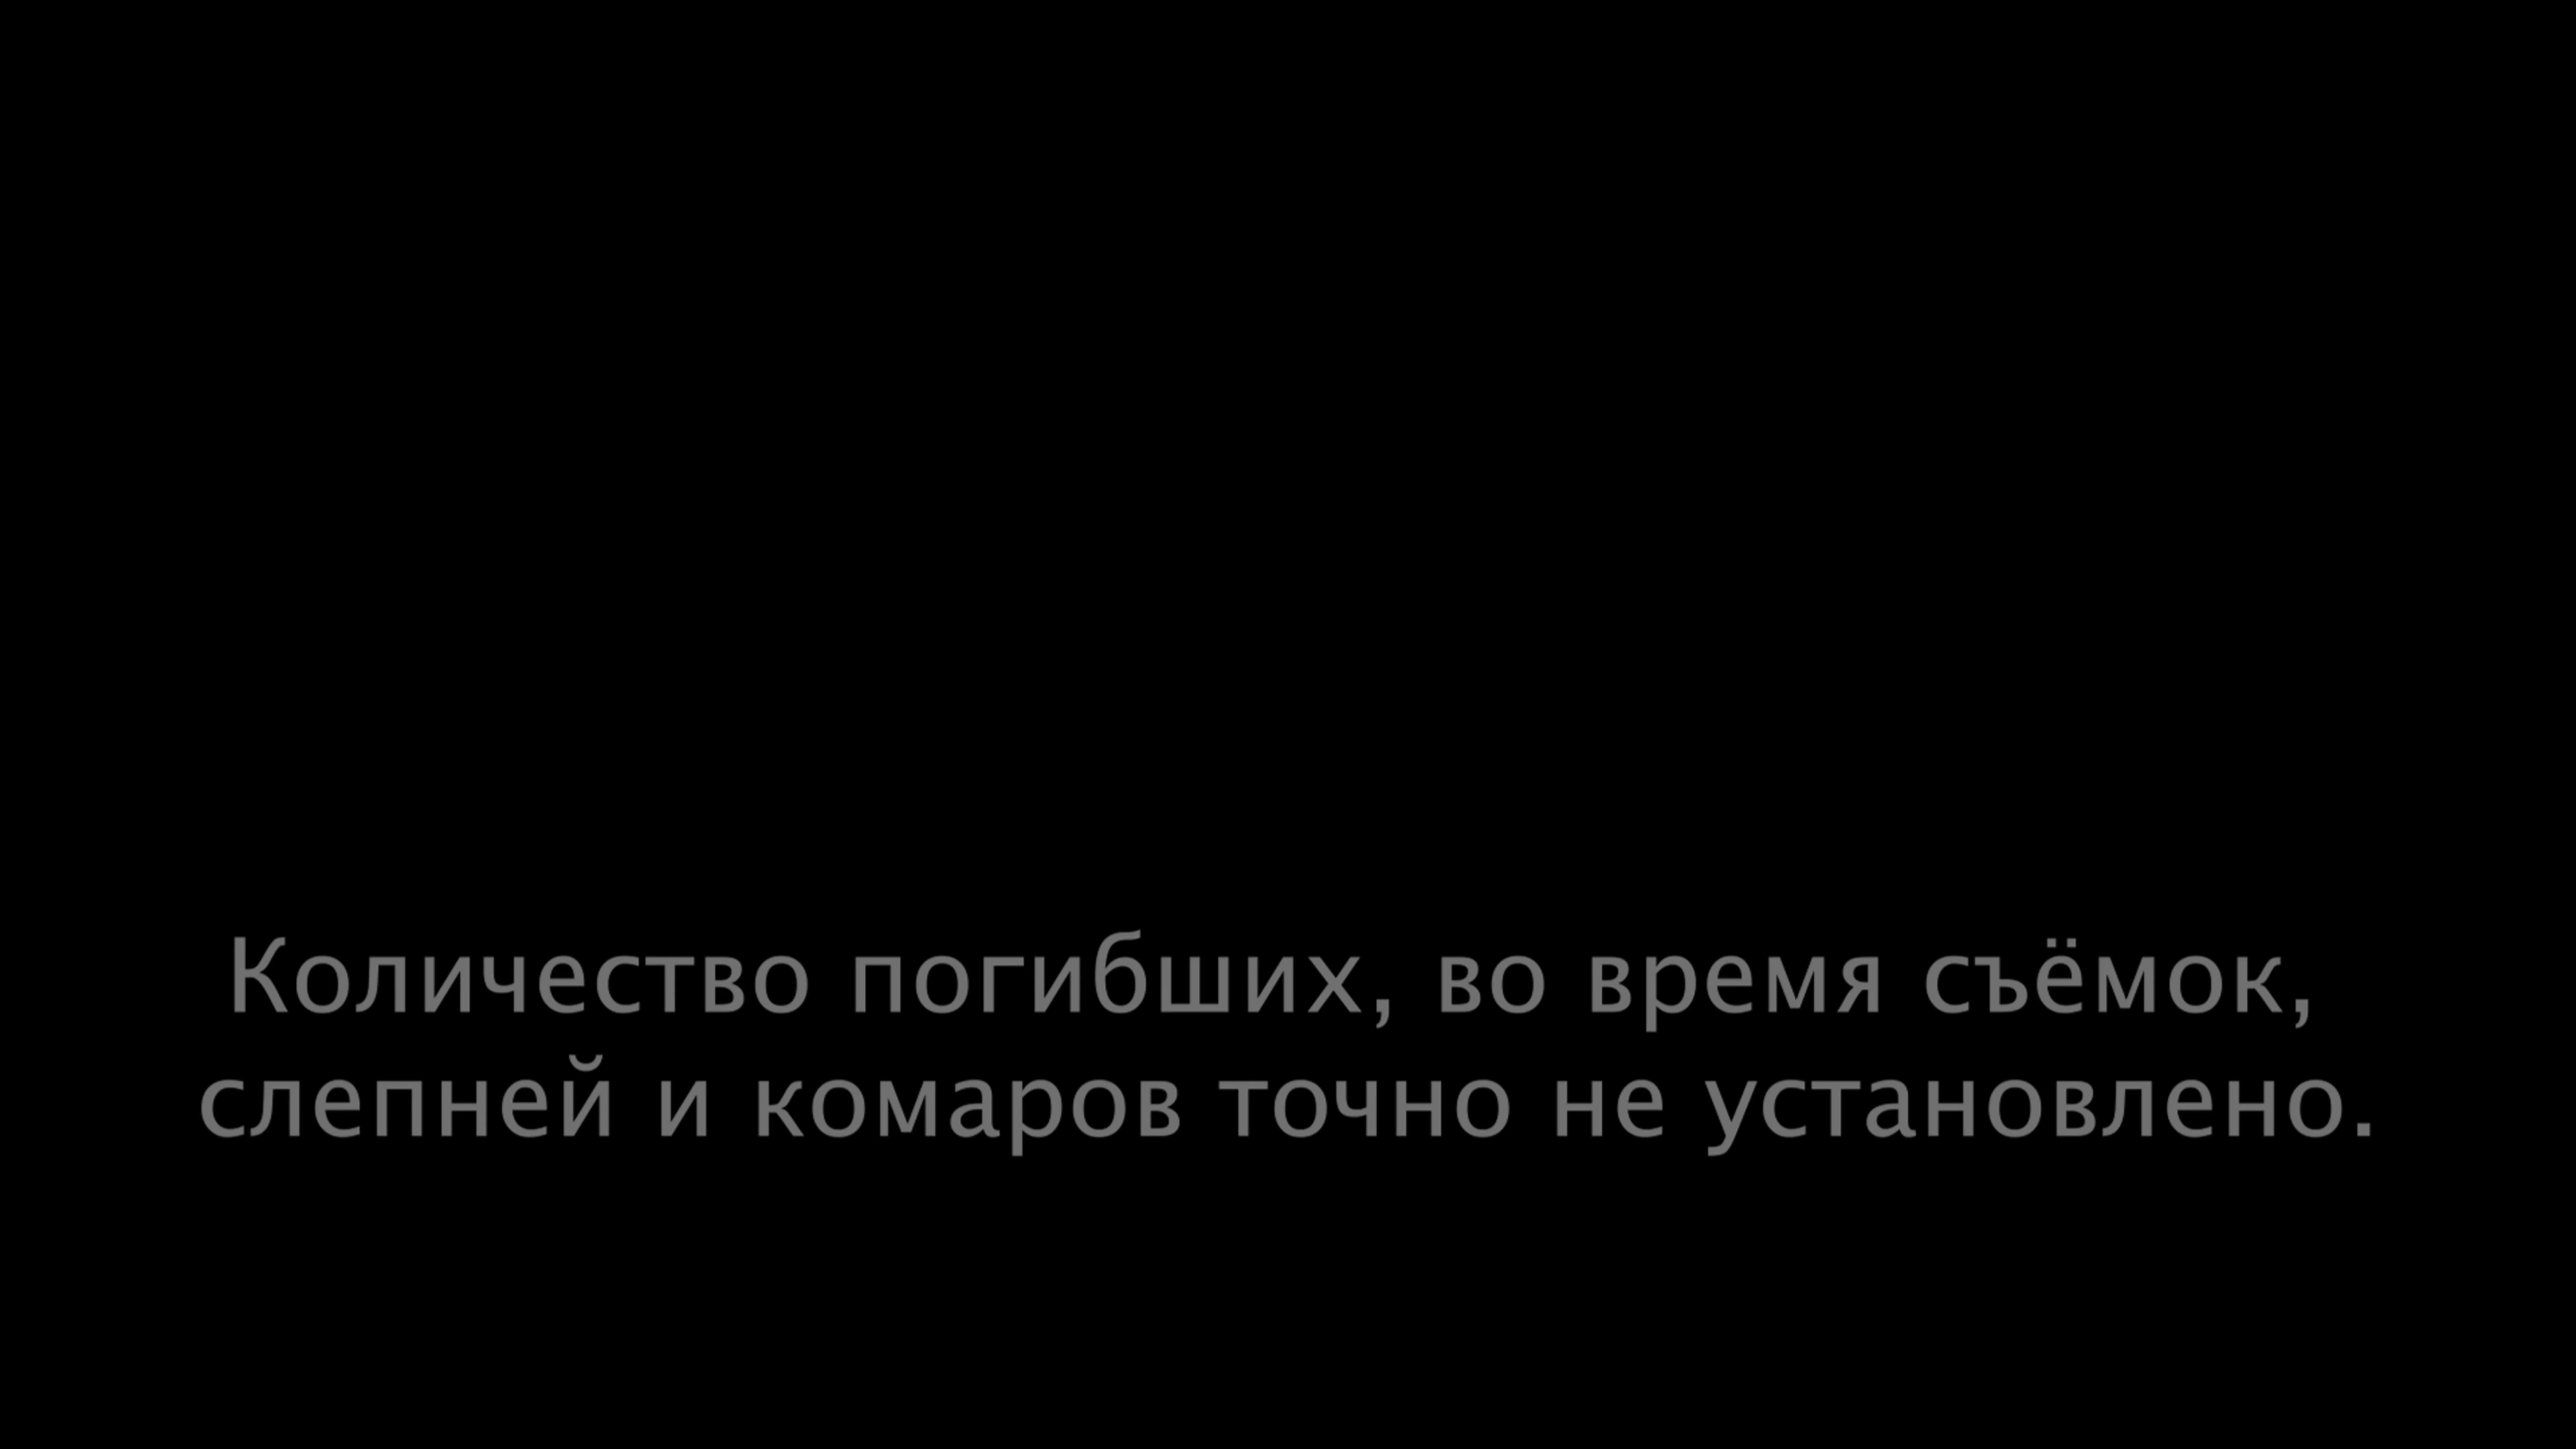 Количество погибших, во время съёмок,
слепней и комаров точно не установлено.